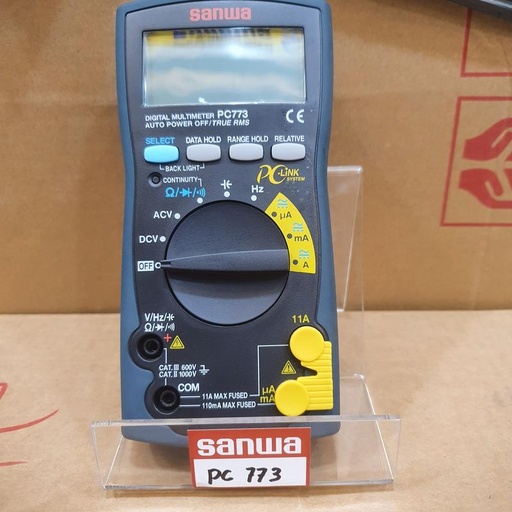 sanwa
DIGITAL MULTIMETER PC773
AUTO POWER OFF/TRUE RMS
CE
SELECT DATA HOLD RANGE HOLD RELATIVE
BACK LIGHT
CONTINUITY
PC-LiNK
SYSTEM
Ω/
Hz
ACV
μA
DCV
mA
OFF
A
V/Hz/
Ω/
11A
+
CAT.III 600V
CAT.II 1000V
COM
11A MAX FUSED
110mA MAX FUSED
μA
mA
sanwa
PC 773